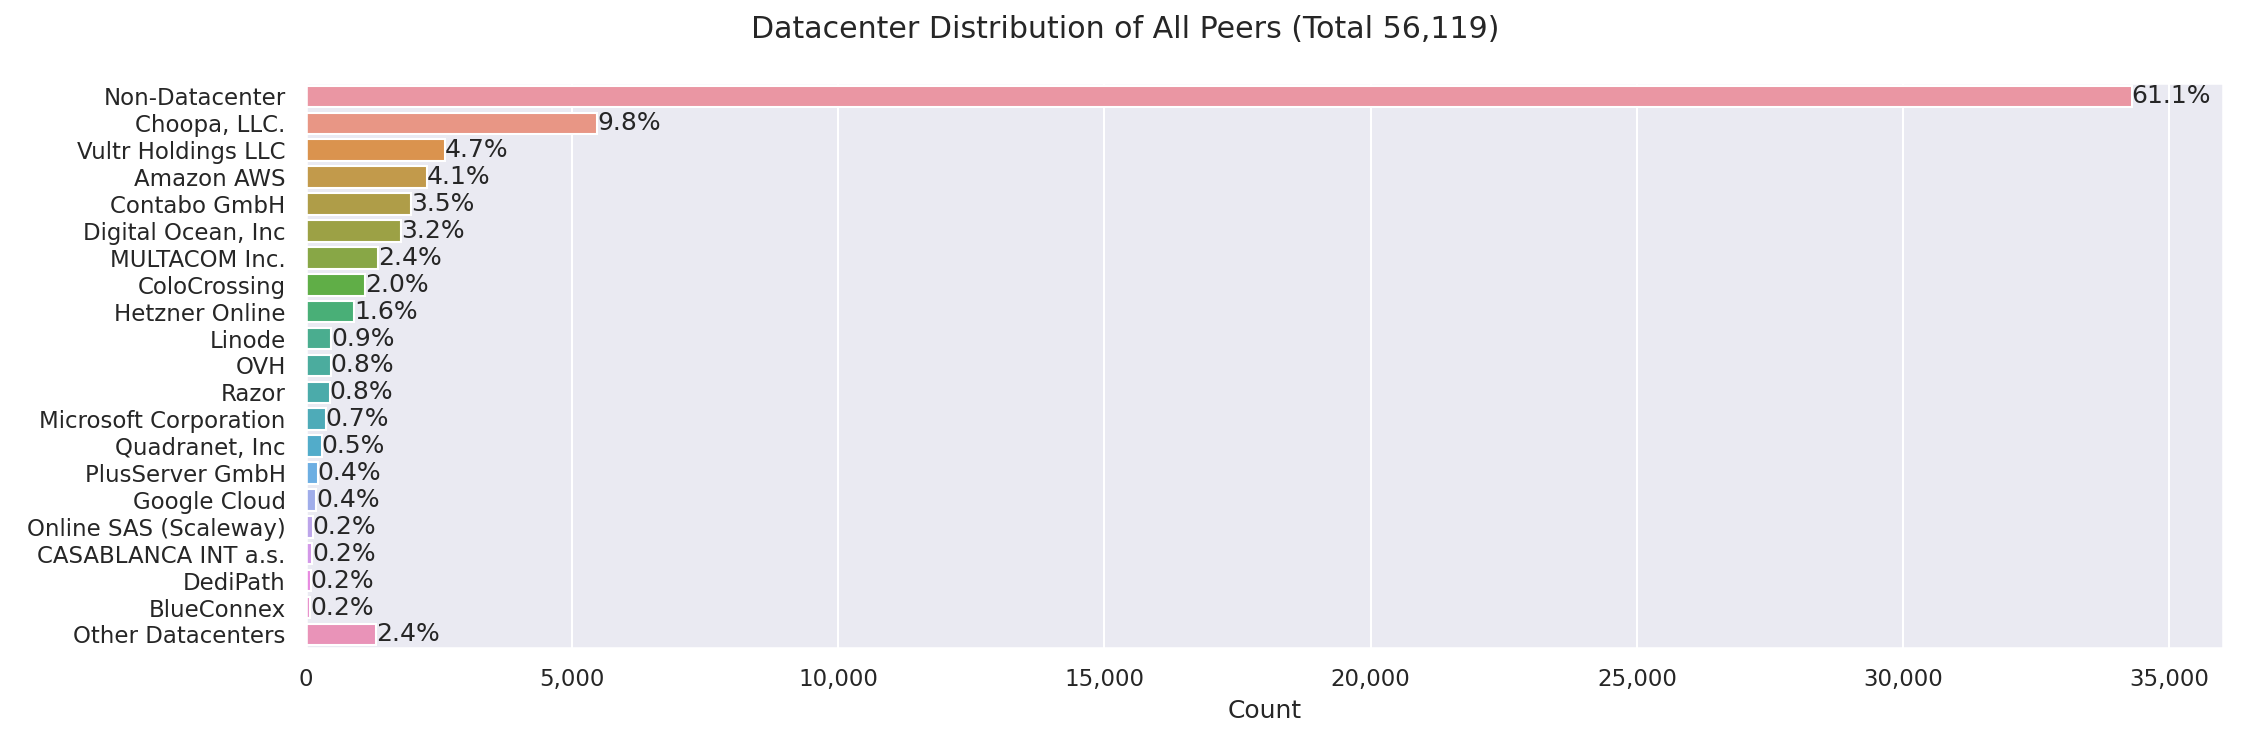 Datacenter Distribution of All Peers (Total 56,119)
Non-Datacenter 61.1%
Choopa, LLC. 9.8%
Vultr Holdings LLC 4.7%
Amazon AWS 4.1%
Contabo GmbH 3.5%
Digital Ocean, Inc 3.2%
MULTACOM Inc. 2.4%
ColoCrossing 2.0%
Hetzner Online 1.6%
Linode 0.9%
OVH 0.8%
Razor 0.8%
Microsoft Corporation 0.7%
Quadranet, Inc 0.5%
PlusServer GmbH 0.4%
Google Cloud 0.4%
Online SAS (Scaleway) 0.2%
CASABLANCA INT a.s. 0.2%
DediPath 0.2%
BlueConnex 0.2%
Other Datacenters 2.4%
0 5,000 10,000 15,000 20,000 25,000 30,000 35,000
Count